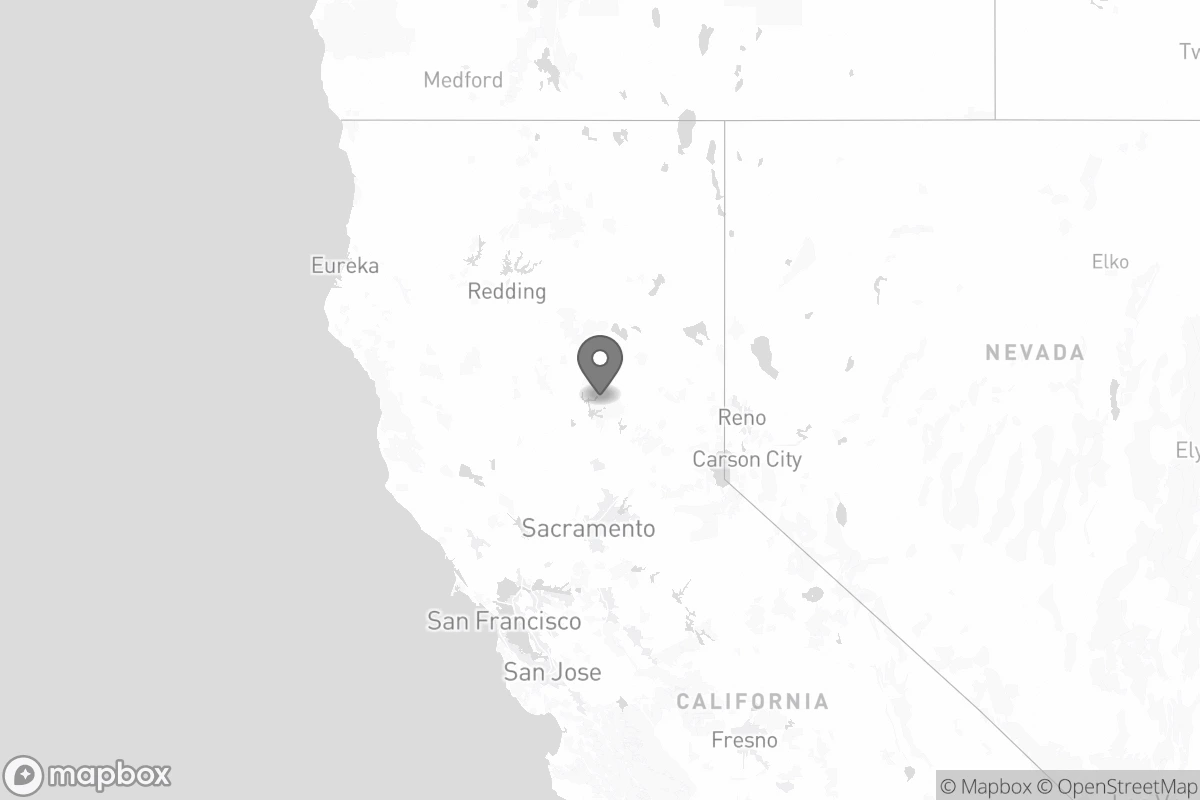 Medford
Tv
Eureka
Redding
Elko
NEVADA
Reno
Carson City
Ely
Sacramento
San Francisco
San Jose
CALIFORNIA
Fresno
mapbox
© Mapbox © OpenStreetMap